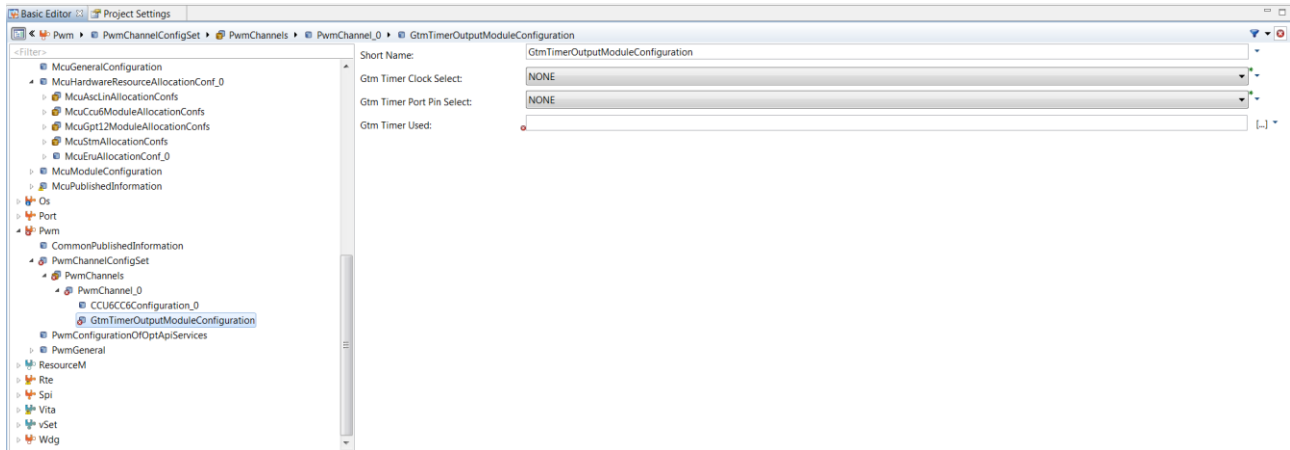 Basic Editor Project Settings
Pwm PwmChannelConfigSet PwmChannels PwmChannel_0 GtmTimerOutputModuleConfiguration
<Filter>
McuGeneralConfiguration
McuHardwareResourceAllocationConf_0
McuAscLinAllocationConfs
McuCcu6ModuleAllocationConfs
McuGpt12ModuleAllocationConfs
McuStmAllocationConfs
McuEruAllocationConf_0
McuModuleConfiguration
McuPublishedInformation
Os
Port
Pwm
CommonPublishedInformation
PwmChannelConfigSet
PwmChannels
PwmChannel_0
CCU6CC6Configuration_0
GtmTimerOutputModuleConfiguration
PwmConfigurationOfOptApiServices
PwmGeneral
ResourceM
Rte
Spi
Vita
vSet
Wdg
Short Name: GtmTimerOutputModuleConfiguration
Gtm Timer Clock Select: NONE
Gtm Timer Port Pin Select: NONE
Gtm Timer Used: [...]